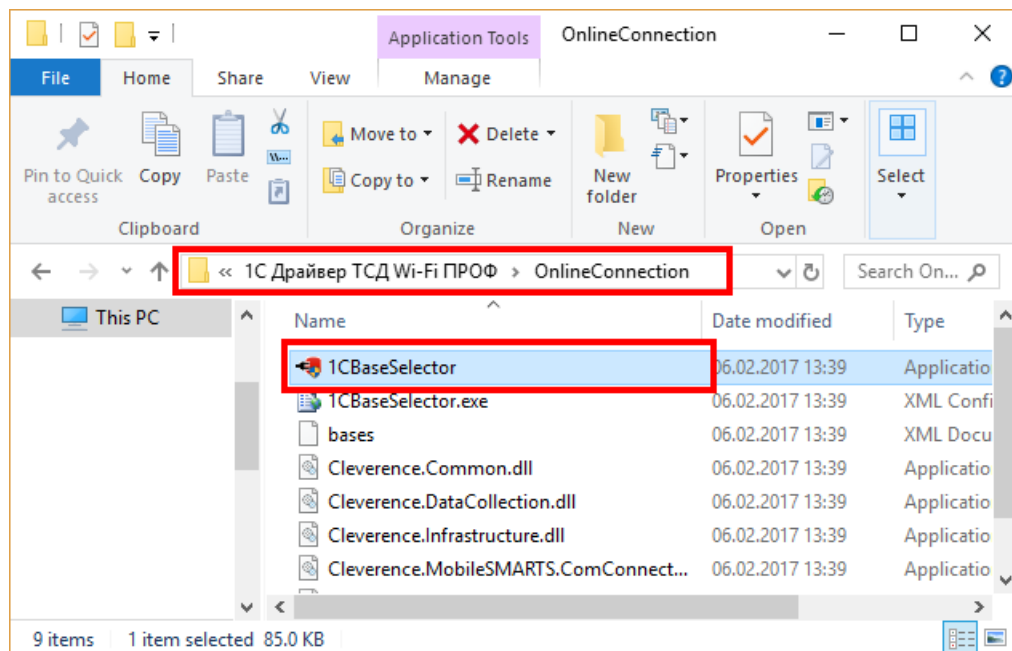 Application Tools OnlineConnection
File Home Share View Manage
Pin to Quick access Copy Paste Move to Copy to Delete Rename New folder Properties Select
Clipboard Organize New Open
« 1С Драйвер ТСД Wi-Fi ПРОФ › OnlineConnection Search On...
This PC Name Date modified Type
1CBaseSelector 06.02.2017 13:39 Applicatio
1CBaseSelector.exe 06.02.2017 13:39 XML Confi
bases 06.02.2017 13:39 XML Docu
Cleverence.Common.dll 06.02.2017 13:39 Applicatio
Cleverence.DataCollection.dll 06.02.2017 13:39 Applicatio
Cleverence.Infrastructure.dll 06.02.2017 13:39 Applicatio
Cleverence.MobileSMARTS.ComConnect... 06.02.2017 13:39 Applicatio
9 items 1 item selected 85.0 KB